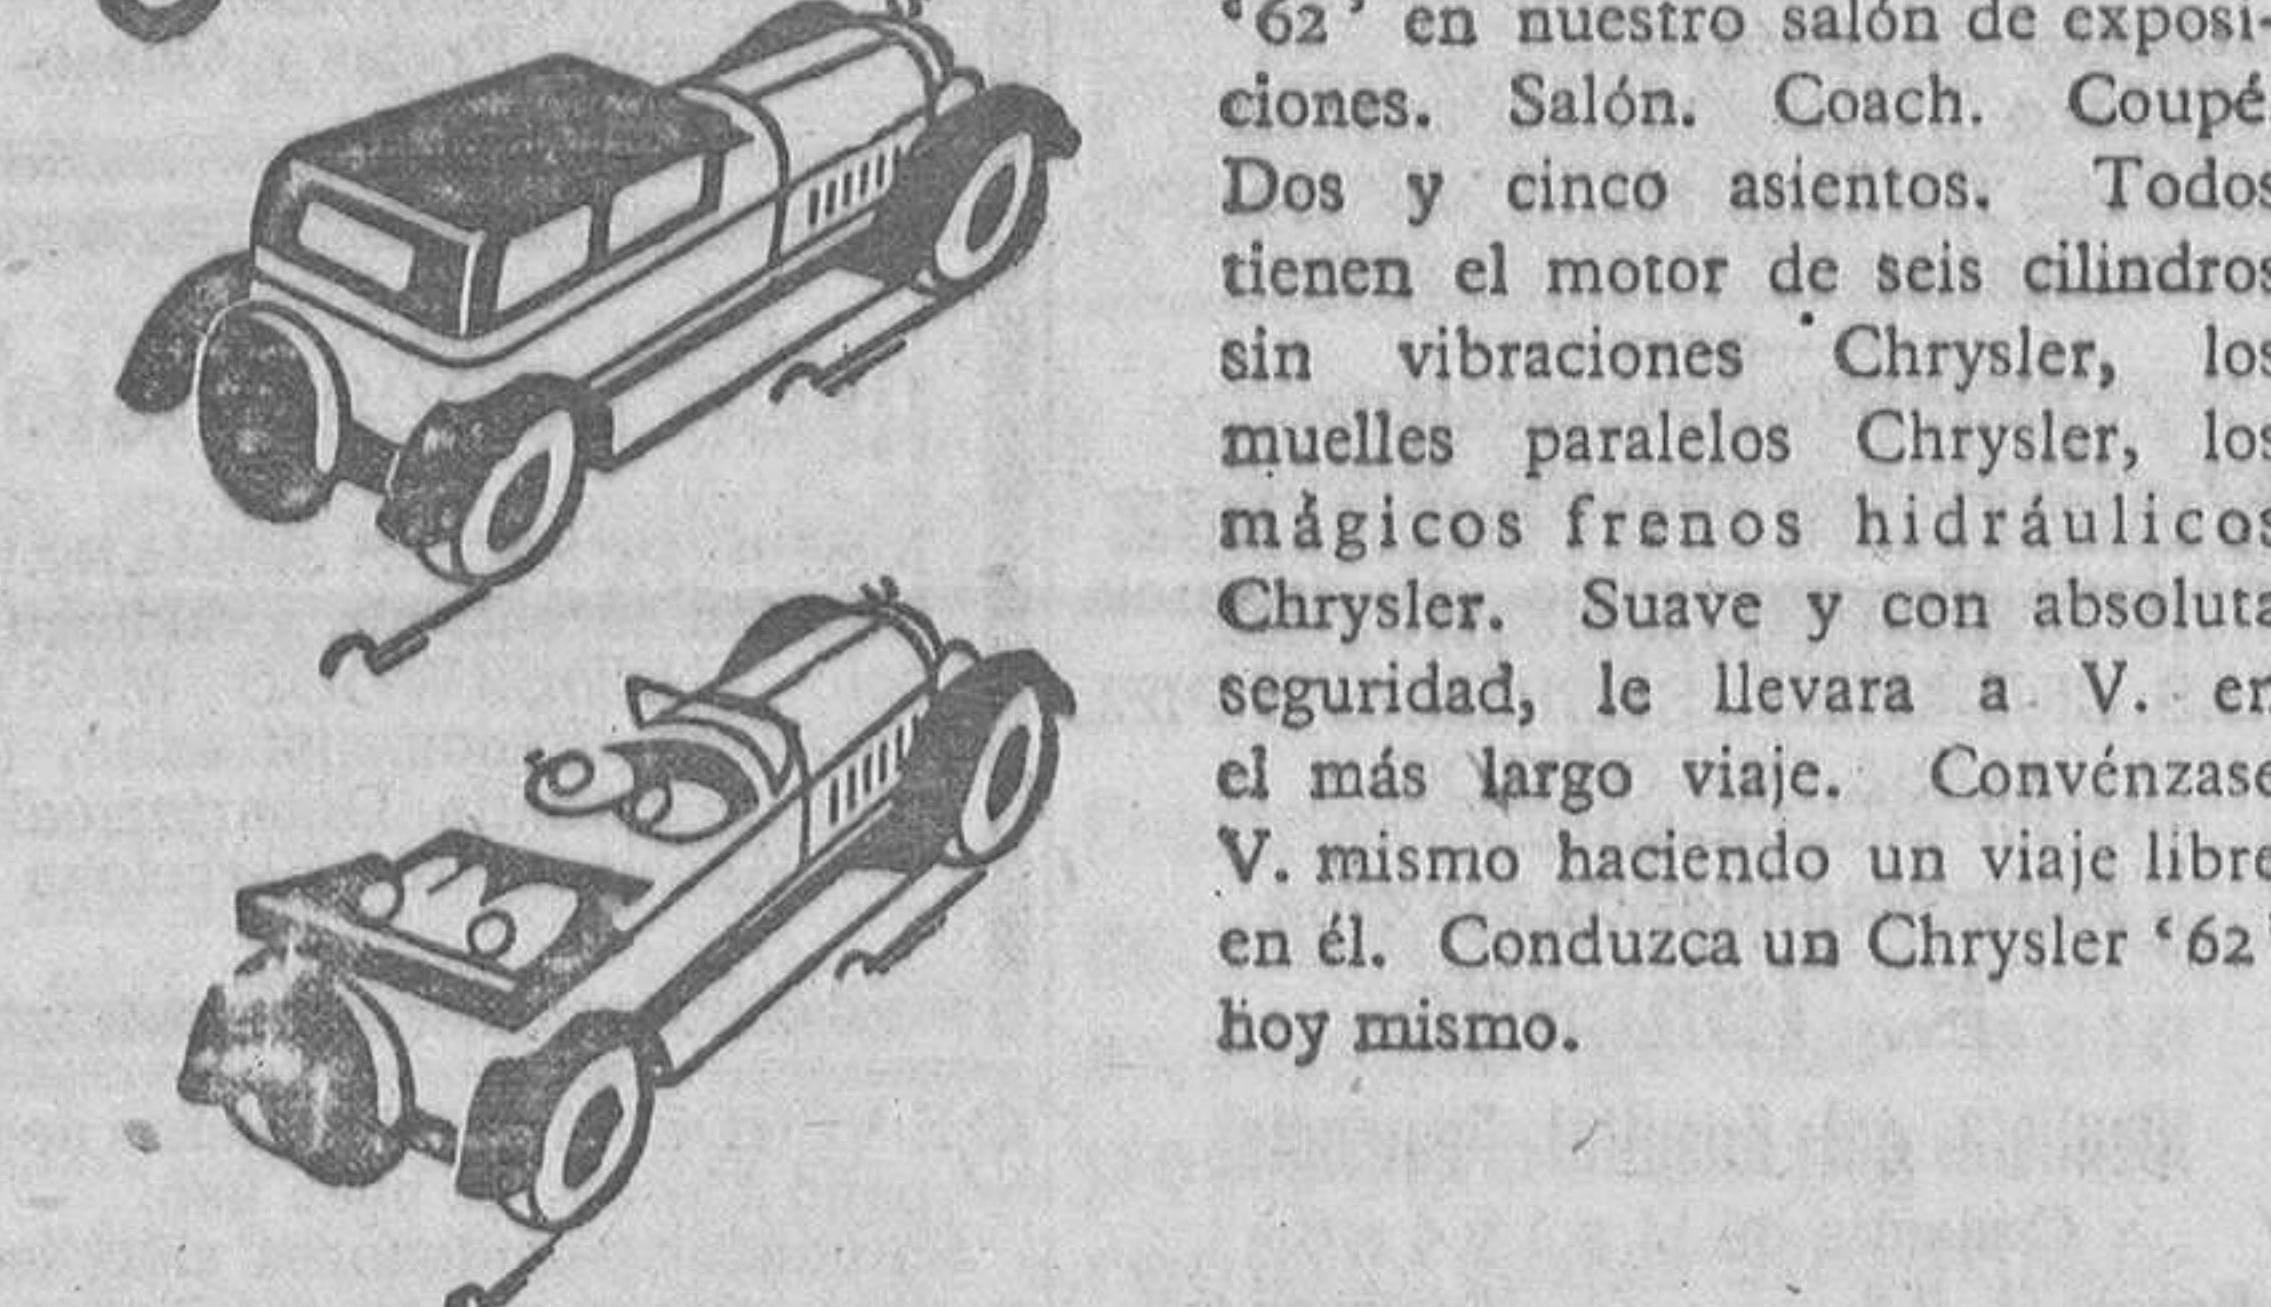 ‘62’ en nuestro salón de exposi-
ciones. Salón. Coach. Coupé.
Dos y cinco asientos. Todos
tienen el motor de seis cilindros
sin vibraciones Chrysler, los
muelles paralelos Chrysler, los
mágicos frenos hidráulicos
Chrysler. Suave y con absoluta
seguridad, le llevara a V. en
el más largo viaje. Convénzase
V. mismo haciendo un viaje libre
en él. Conduzca un Chrysler ‘62’
hoy mismo.